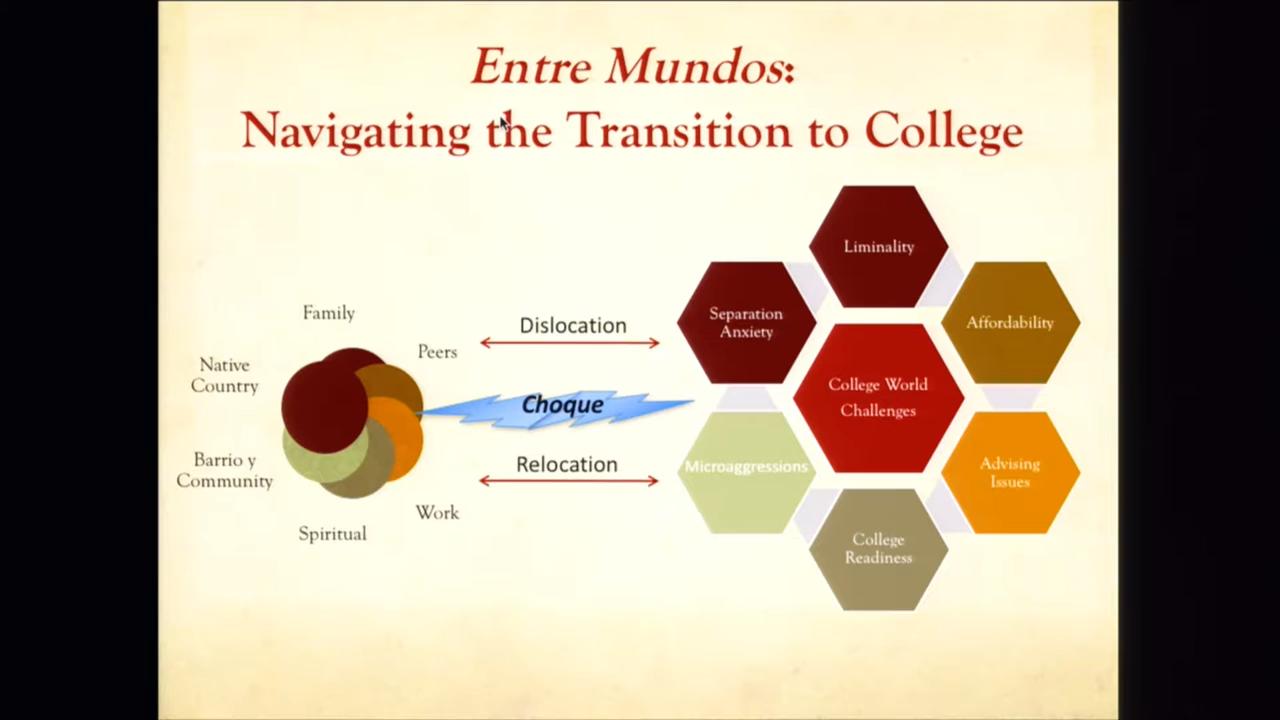 Entre Mundos:
Navigating the Transition to College
Family
Peers
Native
Country
Barrio y
Community
Spiritual
Work
Dislocation
Choque
Relocation
Liminality
Separation
Anxiety
Affordability
College World
Challenges
Microaggressions
Advising
Issues
College
Readiness